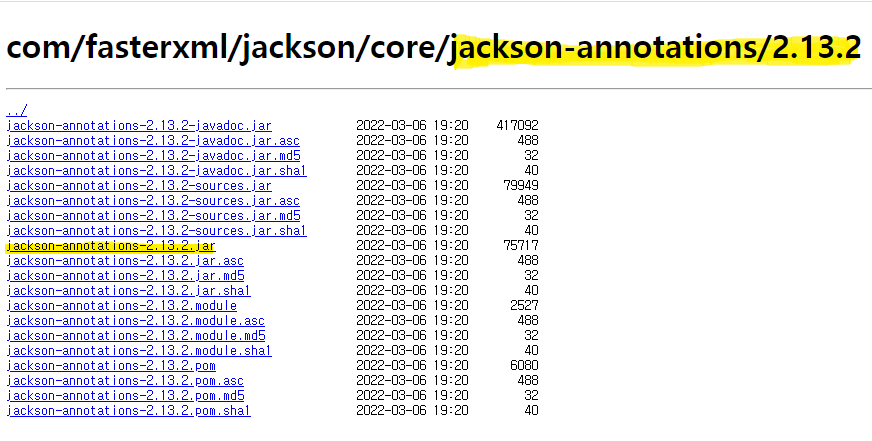 com/fasterxml/jackson/core/jackson-annotations/2.13.2
../
jackson-annotations-2.13.2-javadoc.jar 2022-03-06 19:20 417092
jackson-annotations-2.13.2-javadoc.jar.asc 2022-03-06 19:20 488
jackson-annotations-2.13.2-javadoc.jar.md5 2022-03-06 19:20 32
jackson-annotations-2.13.2-javadoc.jar.sha1 2022-03-06 19:20 40
jackson-annotations-2.13.2-sources.jar 2022-03-06 19:20 79949
jackson-annotations-2.13.2-sources.jar.asc 2022-03-06 19:20 488
jackson-annotations-2.13.2-sources.jar.md5 2022-03-06 19:20 32
jackson-annotations-2.13.2-sources.jar.sha1 2022-03-06 19:20 40
jackson-annotations-2.13.2.jar 2022-03-06 19:20 75717
jackson-annotations-2.13.2.jar.asc 2022-03-06 19:20 488
jackson-annotations-2.13.2.jar.md5 2022-03-06 19:20 32
jackson-annotations-2.13.2.jar.sha1 2022-03-06 19:20 40
jackson-annotations-2.13.2.module 2022-03-06 19:20 2527
jackson-annotations-2.13.2.module.asc 2022-03-06 19:20 488
jackson-annotations-2.13.2.module.md5 2022-03-06 19:20 32
jackson-annotations-2.13.2.module.sha1 2022-03-06 19:20 40
jackson-annotations-2.13.2.pom 2022-03-06 19:20 6080
jackson-annotations-2.13.2.pom.asc 2022-03-06 19:20 488
jackson-annotations-2.13.2.pom.md5 2022-03-06 19:20 32
jackson-annotations-2.13.2.pom.sha1 2022-03-06 19:20 40